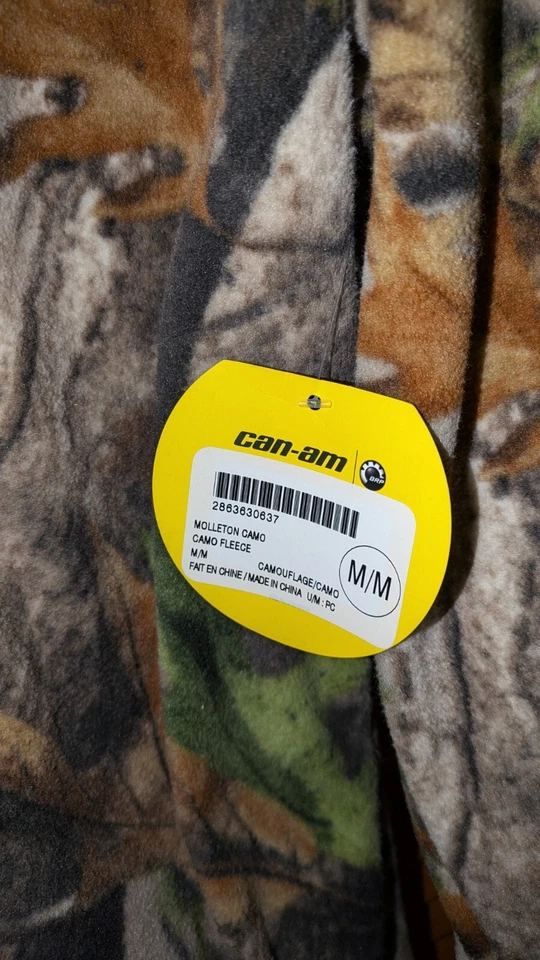 can-am
BRP
2863630637
MOLLETON CAMO
CAMO FLEECE
M/M
CAMOUFLAGE/CAMO
FAIT EN CHINE / MADE IN CHINA U/M : PC
M/M